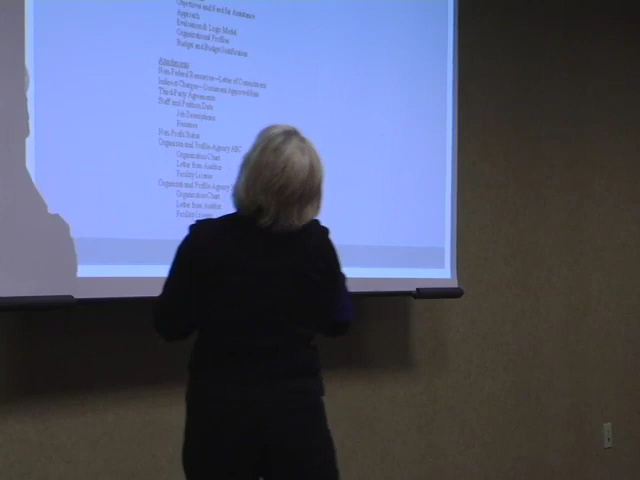 Objectives and Need for Assistance
Approach
Evaluation & Logic Model
Organizational Profiles
Budget and Budget Justification
Attachments
Non-Federal Resources—Letter of Commitment
Indirect Charges—Document Approved Rate
Third-Party Agreements
Staff and Position Data
Job Descriptions
Resumes
Non-Profit Status
Organizational Profile-Agency ABC
Organization Chart
Letter from Auditor
Facility License
Organizational Profile-Agency
Organization Chart
Letter from Auditor
Facility License